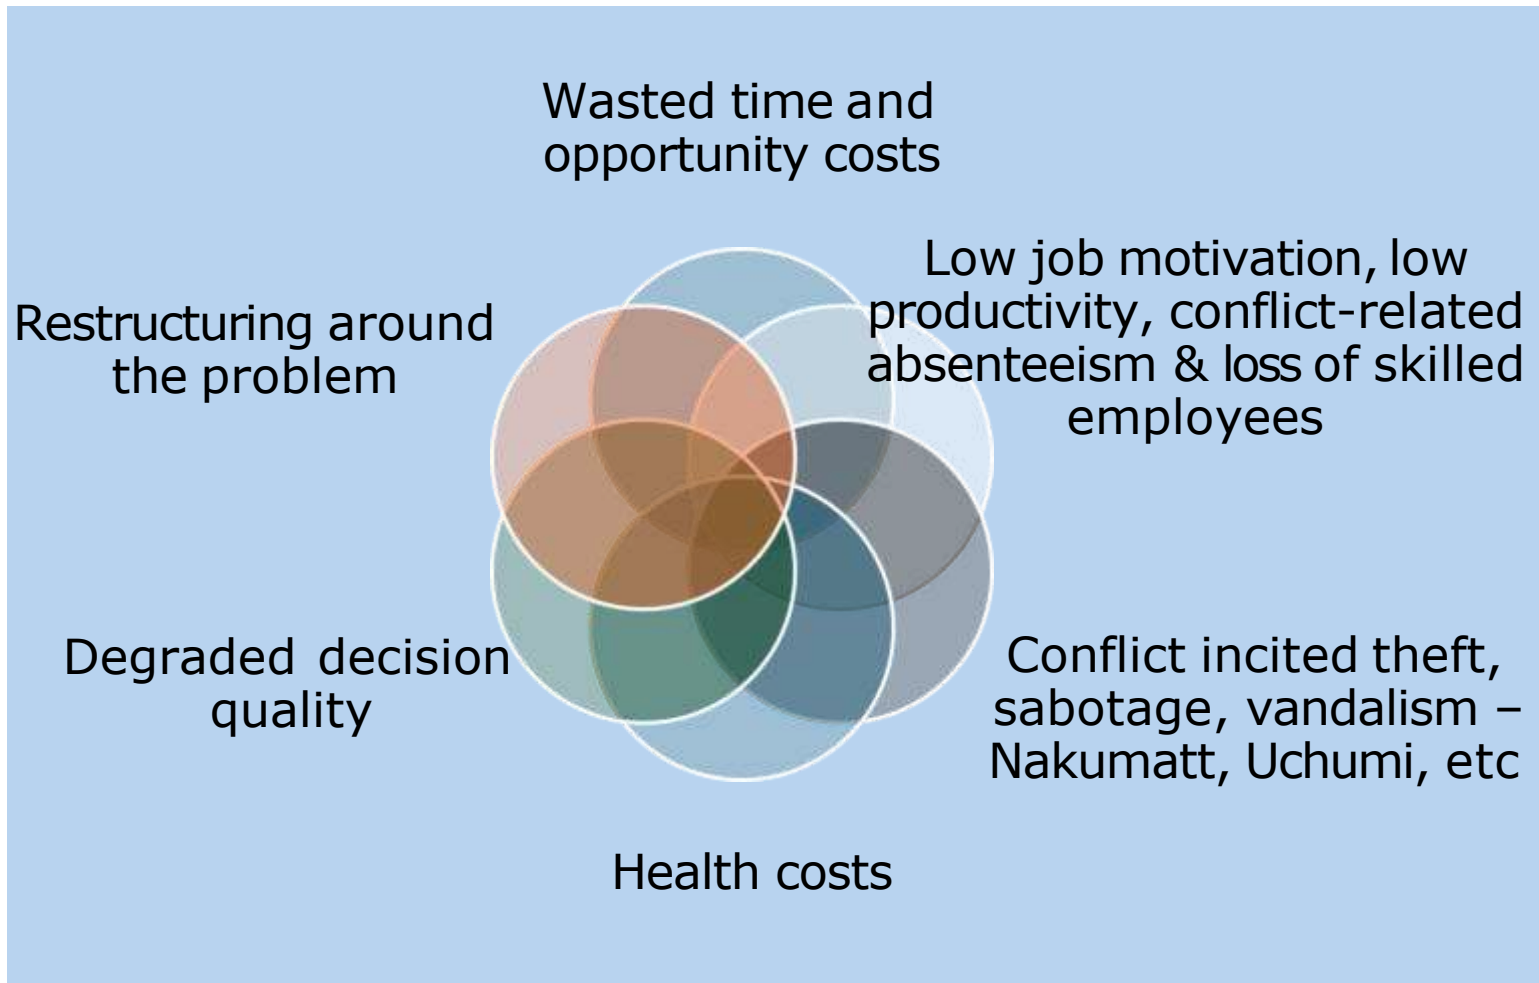 Wasted time and
opportunity costs
Low job motivation, low
productivity, conflict-related
absenteeism & loss of skilled
employees
Conflict incited theft,
sabotage, vandalism –
Nakumatt, Uchumi, etc
Health costs
Degraded decision
quality
Restructuring around
the problem